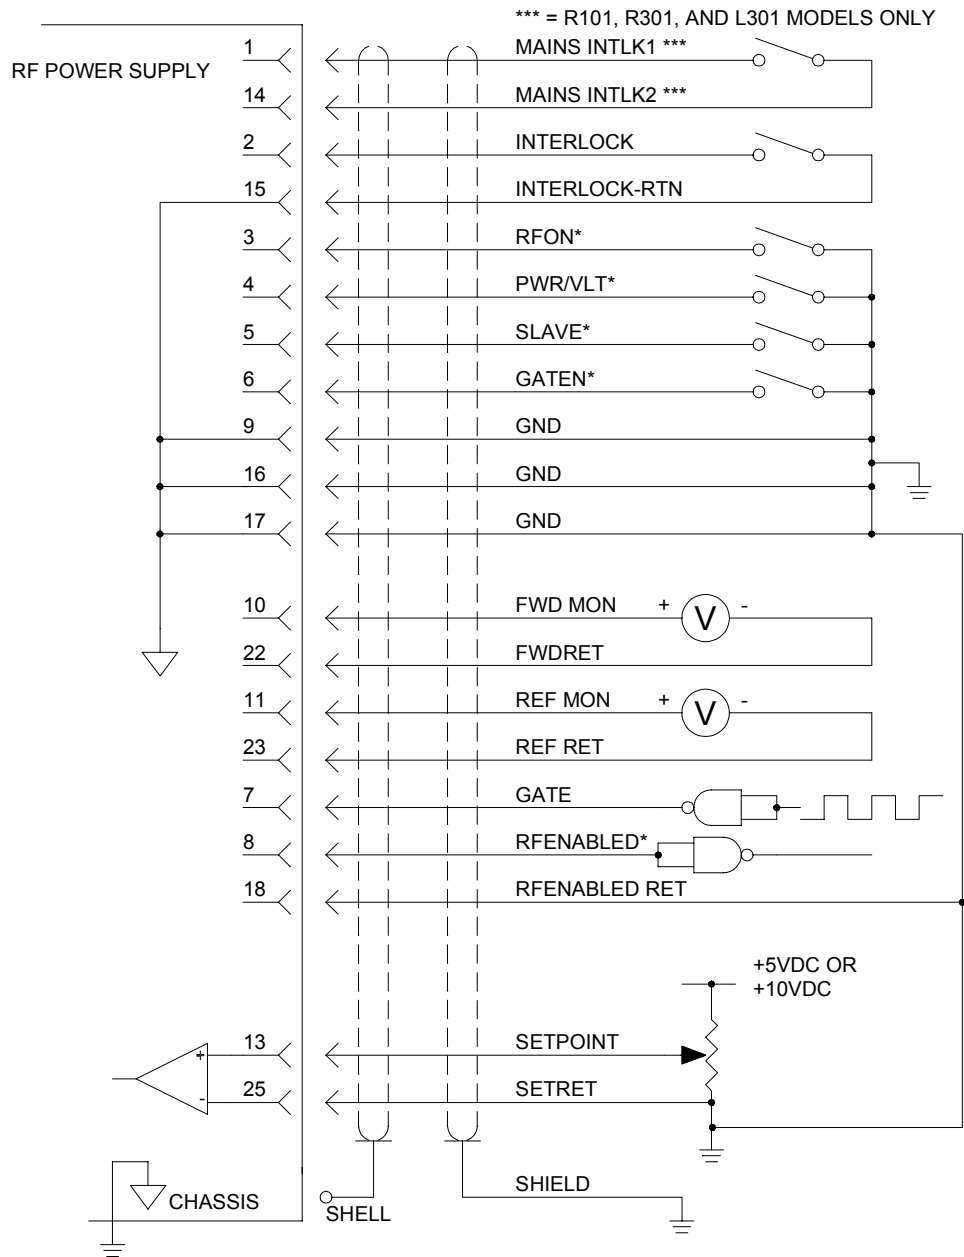 *** = R101, R301, AND L301 MODELS ONLY
RF POWER SUPPLY
1 MAINS INTLK1 ***
14 MAINS INTLK2 ***
2 INTERLOCK
15 INTERLOCK-RTN
3 RFON*
4 PWR/VLT*
5 SLAVE*
6 GATEN*
9 GND
16 GND
17 GND
10 FWD MON + V -
22 FWDRET
11 REF MON + V -
23 REF RET
7 GATE
8 RFENABLED*
18 RFENABLED RET
+5VDC OR
+10VDC
+ 13 SETPOINT
- 25 SETRET
CHASSIS
SHELL
SHIELD